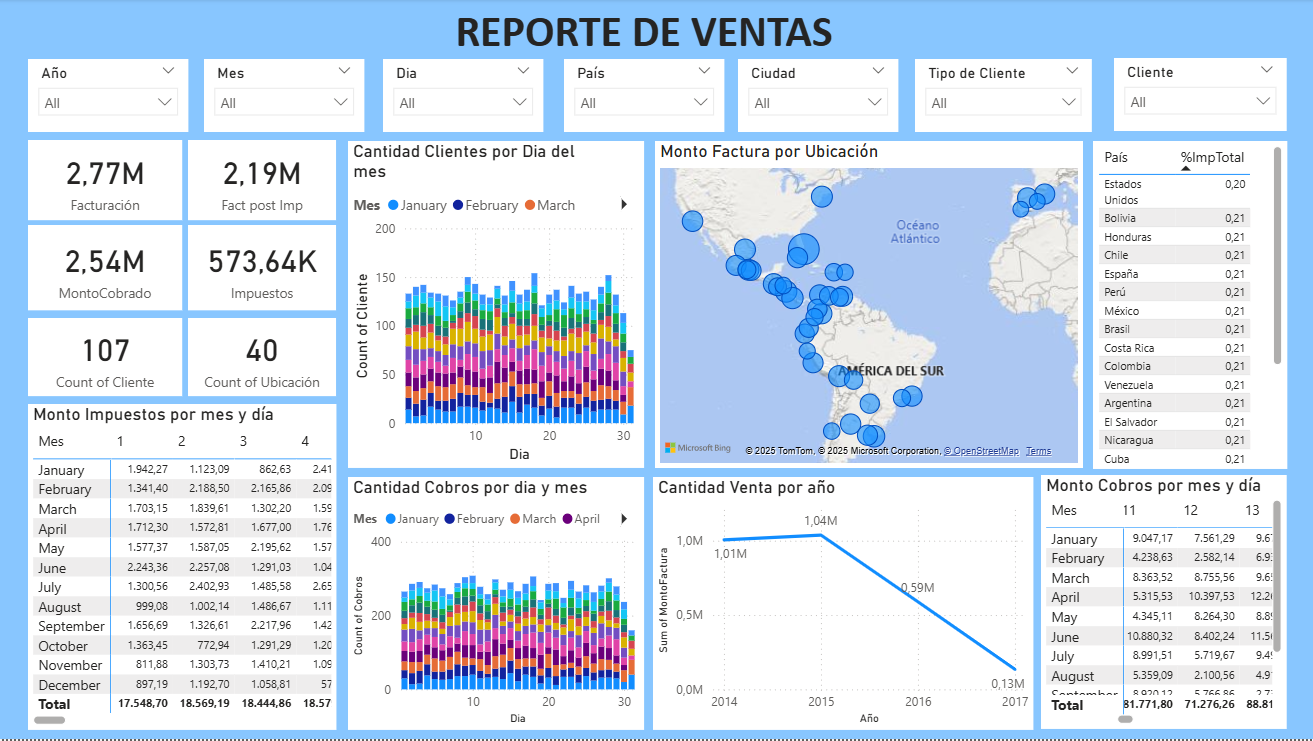 REPORTE DE VENTAS
Año
All
Mes
All
Dia
All
País
All
Ciudad
All
Tipo de Cliente
All
Cliente
All
2,77M
Facturación
2,19M
Fact post Imp
2,54M
MontoCobrado
573,64K
Impuestos
107
Count of Cliente
40
Count of Ubicación
Monto Impuestos por mes y día
Mes 1 2 3 4
January 1.942,27 1.123,09 862,63 2.41
February 1.341,40 2.188,50 2.165,86 2.09
March 1.703,15 1.839,61 1.302,20 1.59
April 1.712,30 1.572,81 1.677,00 1.76
May 1.577,37 1.587,05 2.195,62 1.57
June 2.243,36 2.257,08 1.291,03 1.04
July 1.300,56 2.402,93 1.485,58 2.65
August 999,08 1.002,14 1.486,67 1.11
September 1.656,69 1.326,61 2.217,96 1.42
October 1.363,45 772,94 1.291,29 1.20
November 811,88 1.303,73 1.410,21 1.09
December 897,19 1.192,70 1.058,81 57
Total 17.548,70 18.569,19 18.444,86 18.57
Cantidad Clientes por Dia del
mes
Mes January February March
Count of Cliente
200
150
100
50
0
10 20 30
Dia
Monto Factura por Ubicación
Océano
Atlántico
AMÉRICA DEL SUR
Microsoft Bing
© 2025 TomTom, © 2025 Microsoft Corporation, © OpenStreetMap Terms
País %ImpTotal
Estados
Unidos 0,20
Bolivia 0,21
Honduras 0,21
Chile 0,21
España 0,21
Perú 0,21
México 0,21
Brasil 0,21
Costa Rica 0,21
Colombia 0,21
Venezuela 0,21
Argentina 0,21
El Salvador 0,21
Nicaragua 0,21
Cuba 0,21
Cantidad Cobros por dia y mes
Mes January February March April
Count of Cobros
400
200
0
10 20 30
Dia
Cantidad Venta por año
Sum of MontoFactura
1,0M
0,5M
0,0M
1,01M
1,04M
0,59M
0,13M
2014 2015 2016 2017
Año
Monto Cobros por mes y día
Mes 11 12 13
January 9.047,17 7.561,29 9.6
February 4.238,63 2.582,14 6.9
March 8.363,52 8.755,56 9.6
April 5.315,53 10.397,53 12.2
May 4.345,11 8.264,30 8.8
June 10.880,32 8.402,24 11.5
July 8.991,51 5.719,67 9.4
August 5.359,09 2.100,56 4.9
September 8.920,12 5.766,86
Total 81.771,80 71.276,26 88.81